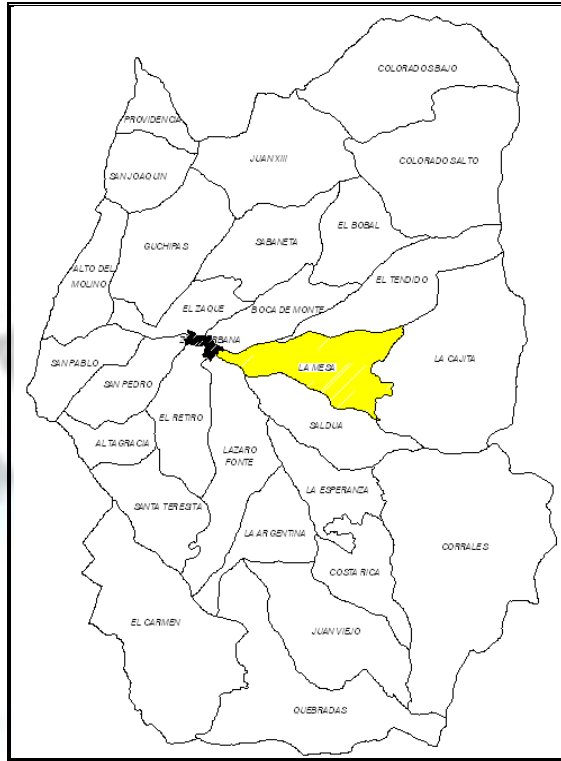 COLORADOS BAJO
PROVIDENCIA
JUAN XIII
COLORADOS ALTO
SAN JOAQUIN
EL BOBAL
GUCHIPAS
SABANETA
ALTO DEL
MOLINO
EL TENDIDO
EL ZAQUE
BOCA DE MONTE
RBANA
SAN PABLO
LA CAJITA
LA MESA
SAN PEDRO
EL RETIRO
SALDUA
ALTAGRACIA
LAZARO
FONTE
LA ESPERANZA
SANTA TERESITA
LA ARGENTINA
CORRALES
COSTA RICA
EL CARMEN
JUAN VIEJO
QUEBRADAS